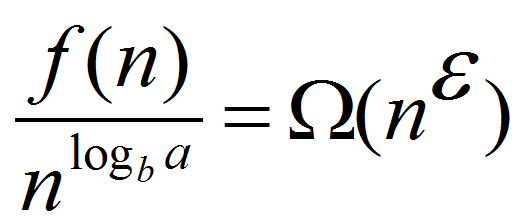 f(n) / n^{log_b a} = Ω(n^ε)